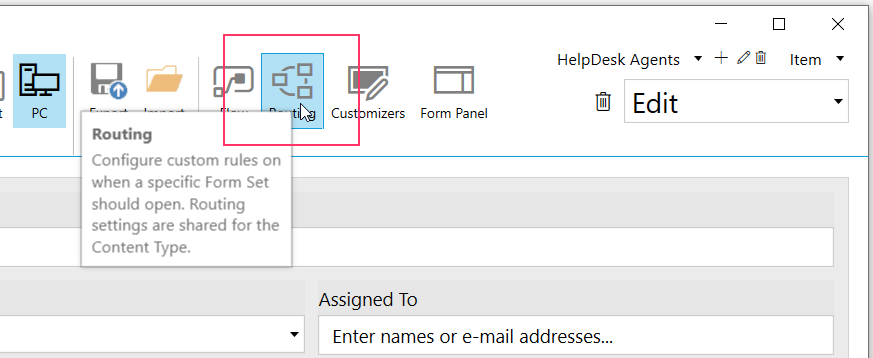 HelpDesk Agents Item
PC Export Import Flow Routing Customizers Form Panel
Edit
Routing
Configure custom rules on
when a specific Form Set
should open. Routing
settings are shared for the
Content Type.
Assigned To
Enter names or e-mail addresses...